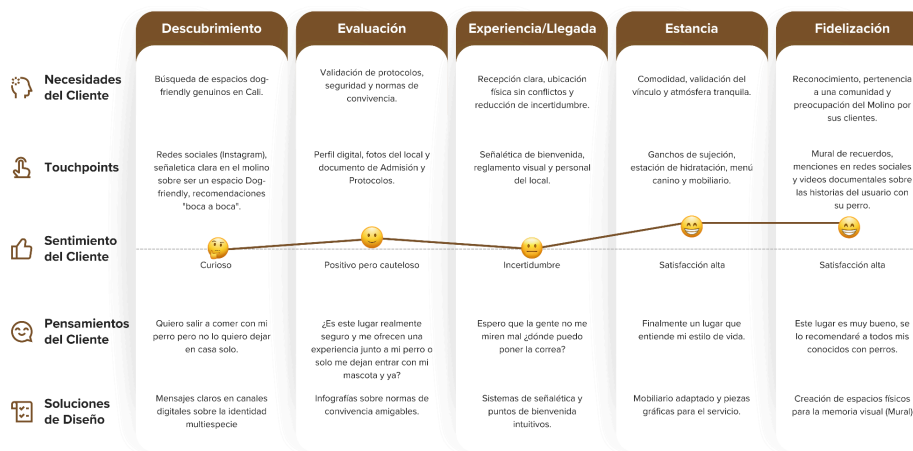 Descubrimiento
Evaluación
Experiencia/Llegada
Estancia
Fidelización
Necesidades
del Cliente
Búsqueda de espacios dog-
friendly genuinos en Cali.
Validación de protocolos,
seguridad y normas de
convivencia.
Recepción clara, ubicación
física sin conflictos y
reducción de incertidumbre.
Comodidad, validación del
vínculo y atmósfera tranquila.
Reconocimiento, pertenencia
a una comunidad y
preocupación del Molino por
sus clientes.
Touchpoints
Redes sociales (Instagram),
señaletica clara en el molino
sobre ser un espacio Dog-
friendly, recomendaciones
"boca a boca".
Perfil digital, fotos del local y
documento de Admisión y
Protocolos.
Señalética de bienvenida,
reglamento visual y personal
del local.
Ganchos de sujeción,
estación de hidratación, menú
canino y mobiliario.
Mural de recuerdos,
menciones en redes sociales
y videos documentales sobre
las historias del usuario con
su perro.
Sentimiento
del Cliente
Curioso
Positivo pero cauteloso
Incertidumbre
Satisfacción alta
Satisfacción alta
Pensamientos
del Cliente
Quiero salir a comer con mi
perro pero no lo quiero dejar
en casa solo.
¿Es este lugar realmente
seguro y me ofrecen una
experiencia junto a mi perro o
solo me dejan entrar con mi
mascota y ya?
Espero que la gente no me
miren mal ¿dónde puedo
poner la correa?
Finalmente un lugar que
entiende mi estilo de vida.
Este lugar es muy bueno, se
lo recomendaré a todos mis
conocidos con perros.
Soluciones
de Diseño
Mensajes claros en canales
digitales sobre la identidad
multiespecie
Infografías sobre normas de
convivencia amigables.
Sistemas de señalética y
puntos de bienvenida
intuitivos.
Mobiliario adaptado y piezas
gráficas para el servicio.
Creación de espacios físicos
para la memoria visual (Mural)